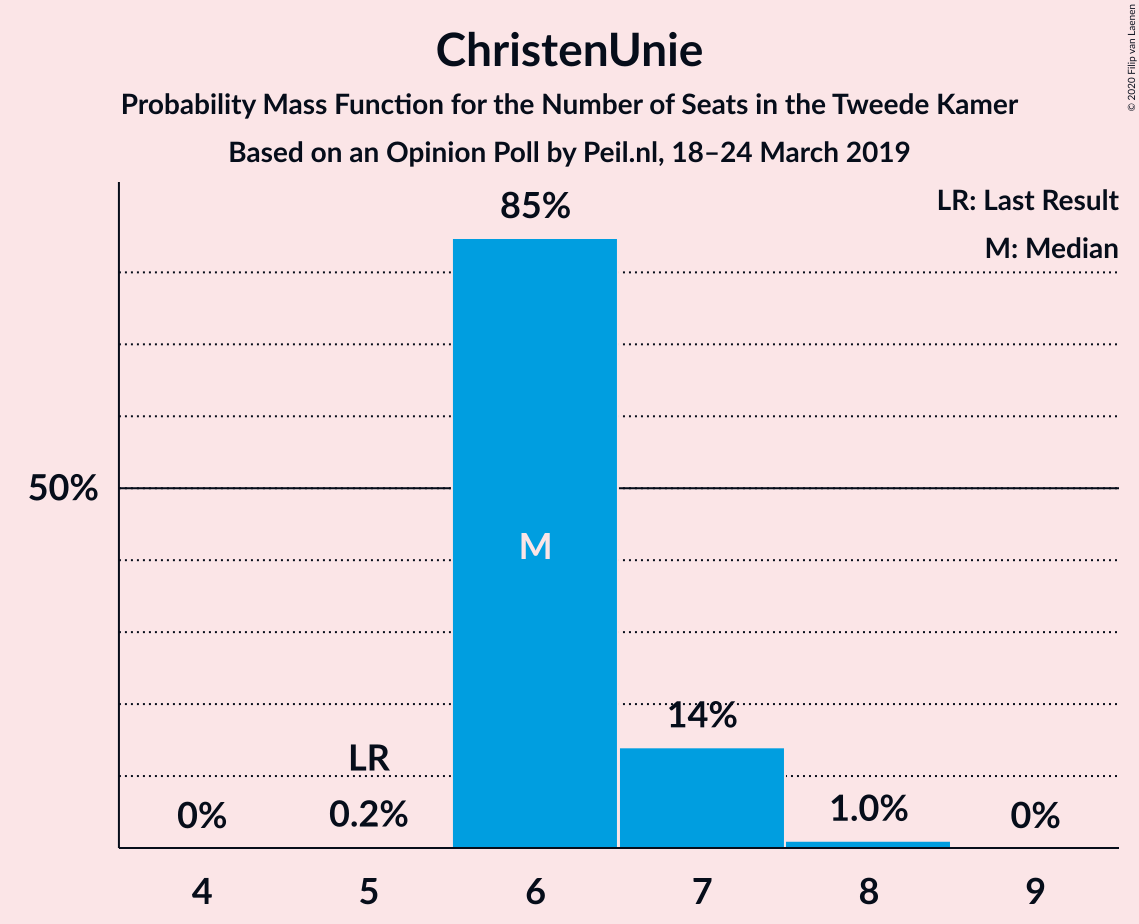 ChristenUnie
Probability Mass Function for the Number of Seats in the Tweede Kamer
Based on an Opinion Poll by Peil.nl, 18–24 March 2019
© 2020 Filip van Laenen
LR: Last Result
M: Median
85%
50%
M
14%
LR
0%
0.2%
1.0%
0%
4
5
6
7
8
9